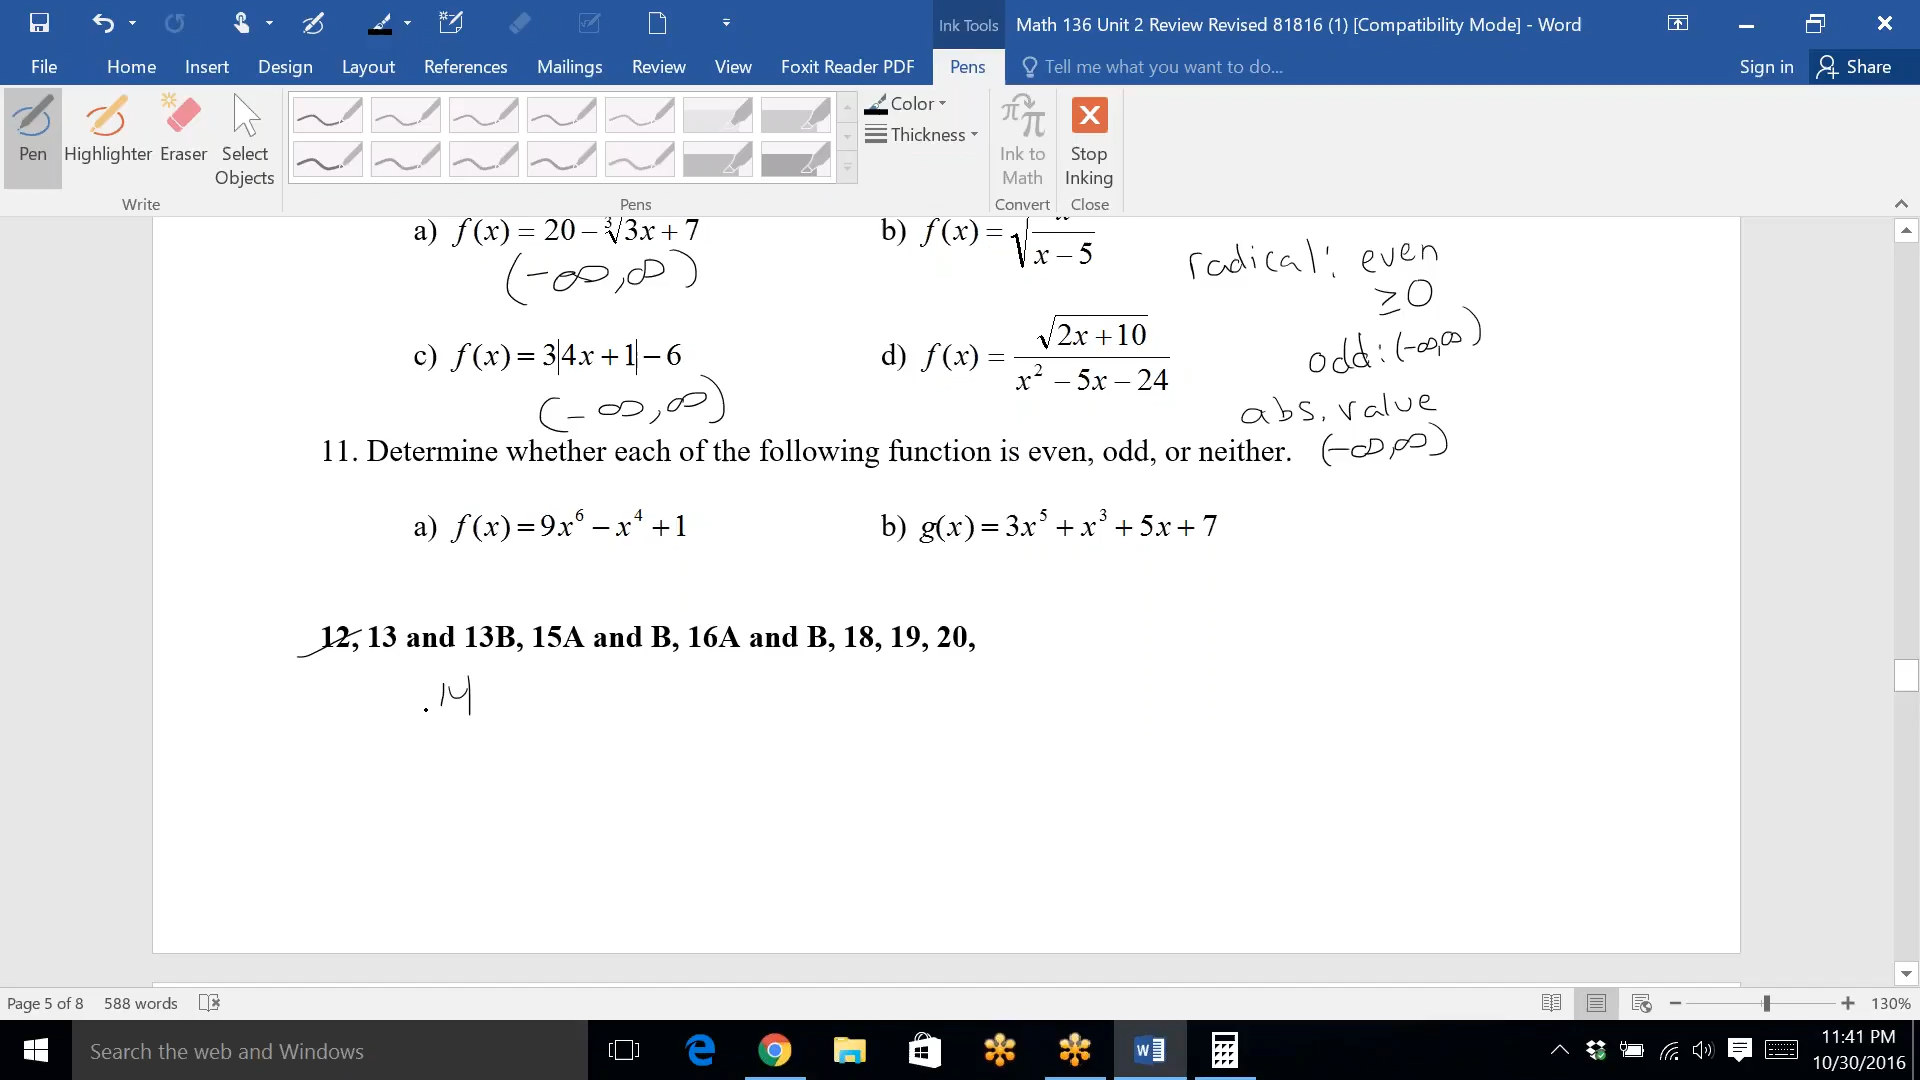 Ink Tools
Math 136 Unit 2 Review Revised 81816 (1) [Compatibility Mode] - Word
File Home Insert Design Layout References Mailings Review View Foxit Reader PDF Pens Tell me what you want to do... Sign in Share
Pen Highlighter Eraser Select Objects
Color
Thickness
Ink to Math
Stop Inking
Write Pens Convert Close
a) f(x) = 20 − ∛3x + 7
b) f(x) = √ x − 5
(-∞,∞)
radical: even
≥0
c) f(x) = 3|4x + 1| − 6
d) f(x) = √2x + 10 / x² − 5x − 24
odd: (-∞,∞)
(-∞,∞)
abs. value
11. Determine whether each of the following function is even, odd, or neither.
(-∞,∞)
a) f(x) = 9x⁶ − x⁴ + 1
b) g(x) = 3x⁵ + x³ + 5x + 7
12, 13 and 13B, 15A and B, 16A and B, 18, 19, 20,
.14
Page 5 of 8 588 words 130%
Search the web and Windows
11:41 PM
10/30/2016